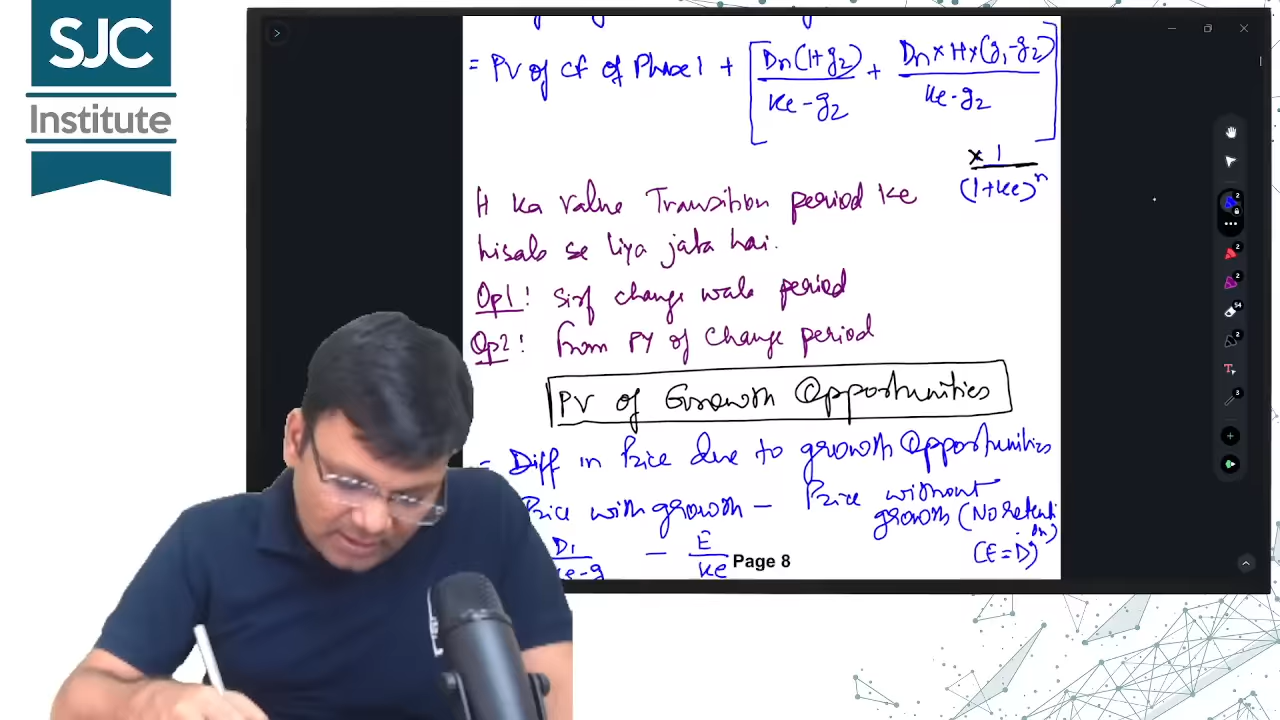 SJC
Institute
= PV of CF of Phase 1 + [ Dn(1+g2) / Ke-g2 + Dn×H×(g1-g2) / Ke-g2 ]
× 1 / (1+Ke)^n
H ka value Transition period ke
hisab se liya jata hai.
Op1: Sirf change wala period
Op2: From PY of Change period
PV of Growth Opportunities
= Diff in Price due to growth Opportunities
Price with growth - Price without
growth (No retention)
D1 / Ke-g - E / Ke
(E=D)
Page 8